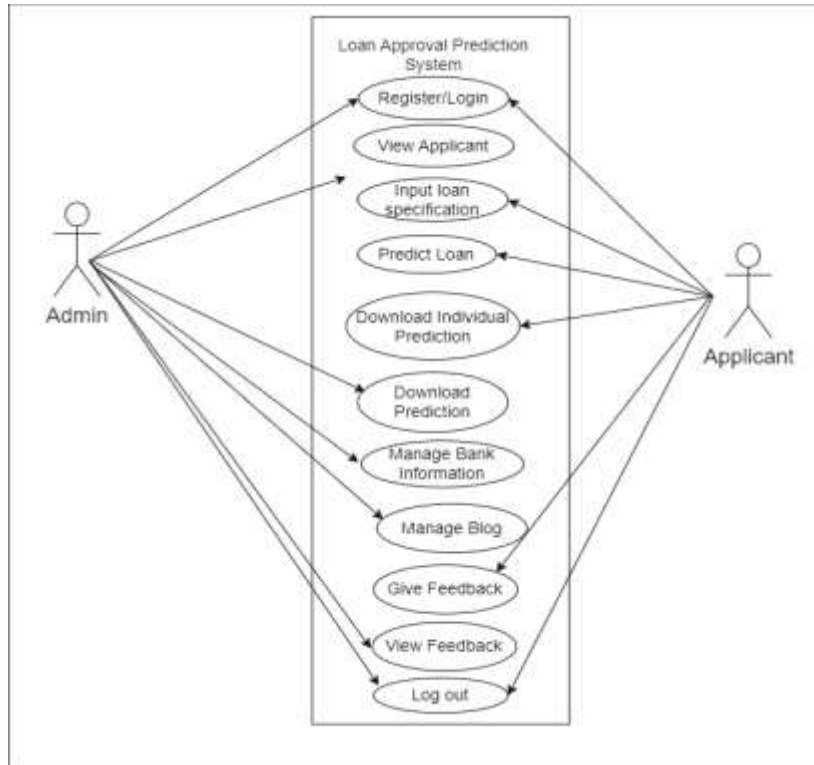 Loan Approval Prediction
System
Register/Login
View Applicant
Input loan
specification
Predict Loan
Admin
Download Individual
Prediction
Applicant
Download
Prediction
Manage Bank
Information
Manage Blog
Give Feedback
View Feedback
Log out